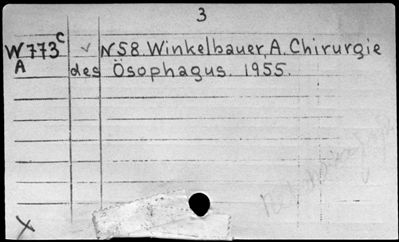 3
W773c ✓ N58. Winkelbauer, A. Chirurgie
A des Ösophagus. 1955.
X